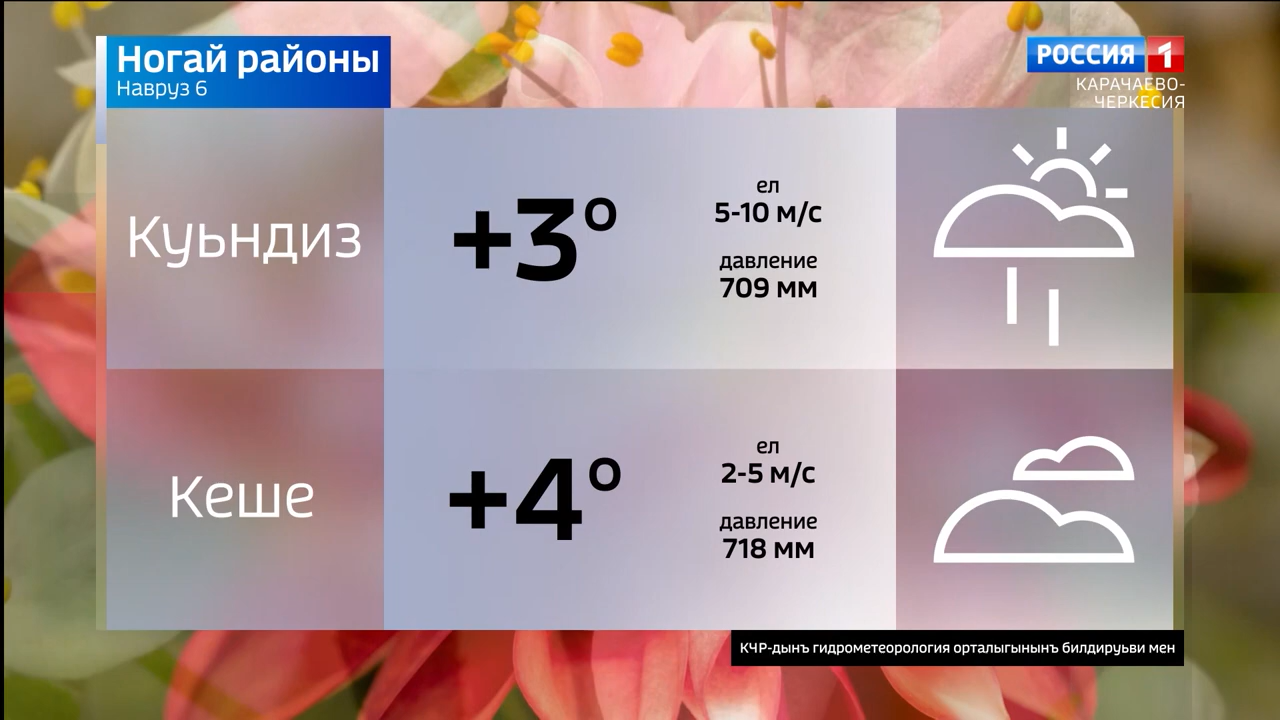 Ногай районы
Навруз 6
РОССИЯ 1
КАРАЧАЕВО-
ЧЕРКЕСИЯ
Куьндиз
+3°
ел
5-10 м/с
давление
709 мм
Кеше
+4°
ел
2-5 м/с
давление
718 мм
КЧР-дынъ гидрометеорология орталыгынынъ билдируьви мен